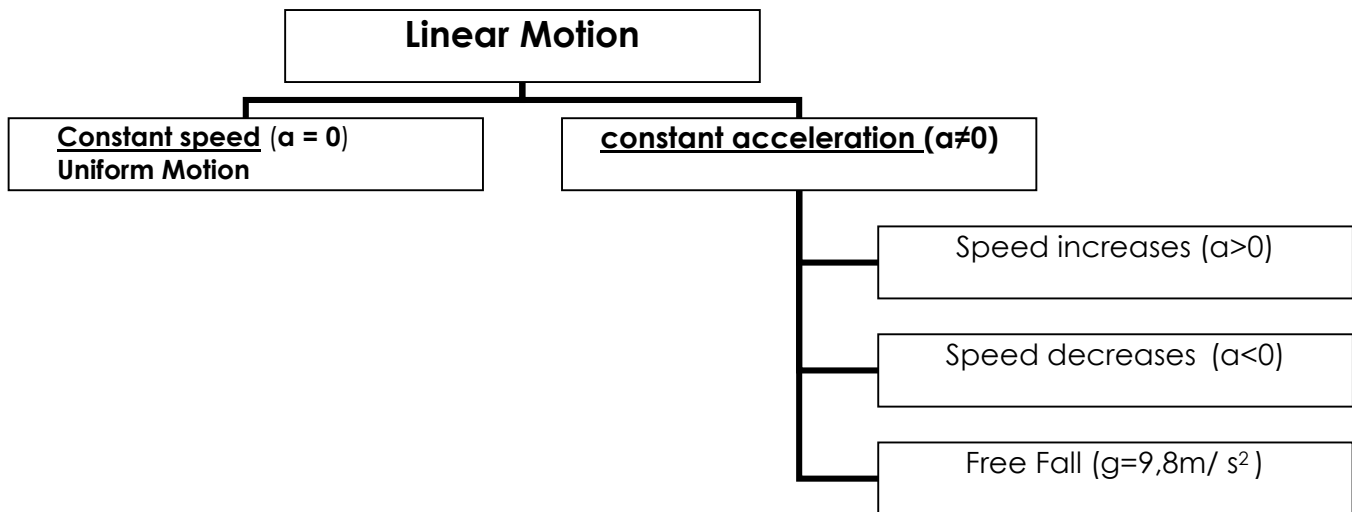 Linear Motion
Constant speed (a = 0)
Uniform Motion
constant acceleration (a≠0)
Speed increases (a>0)
Speed decreases (a<0)
Free Fall (g=9,8m/ s²)